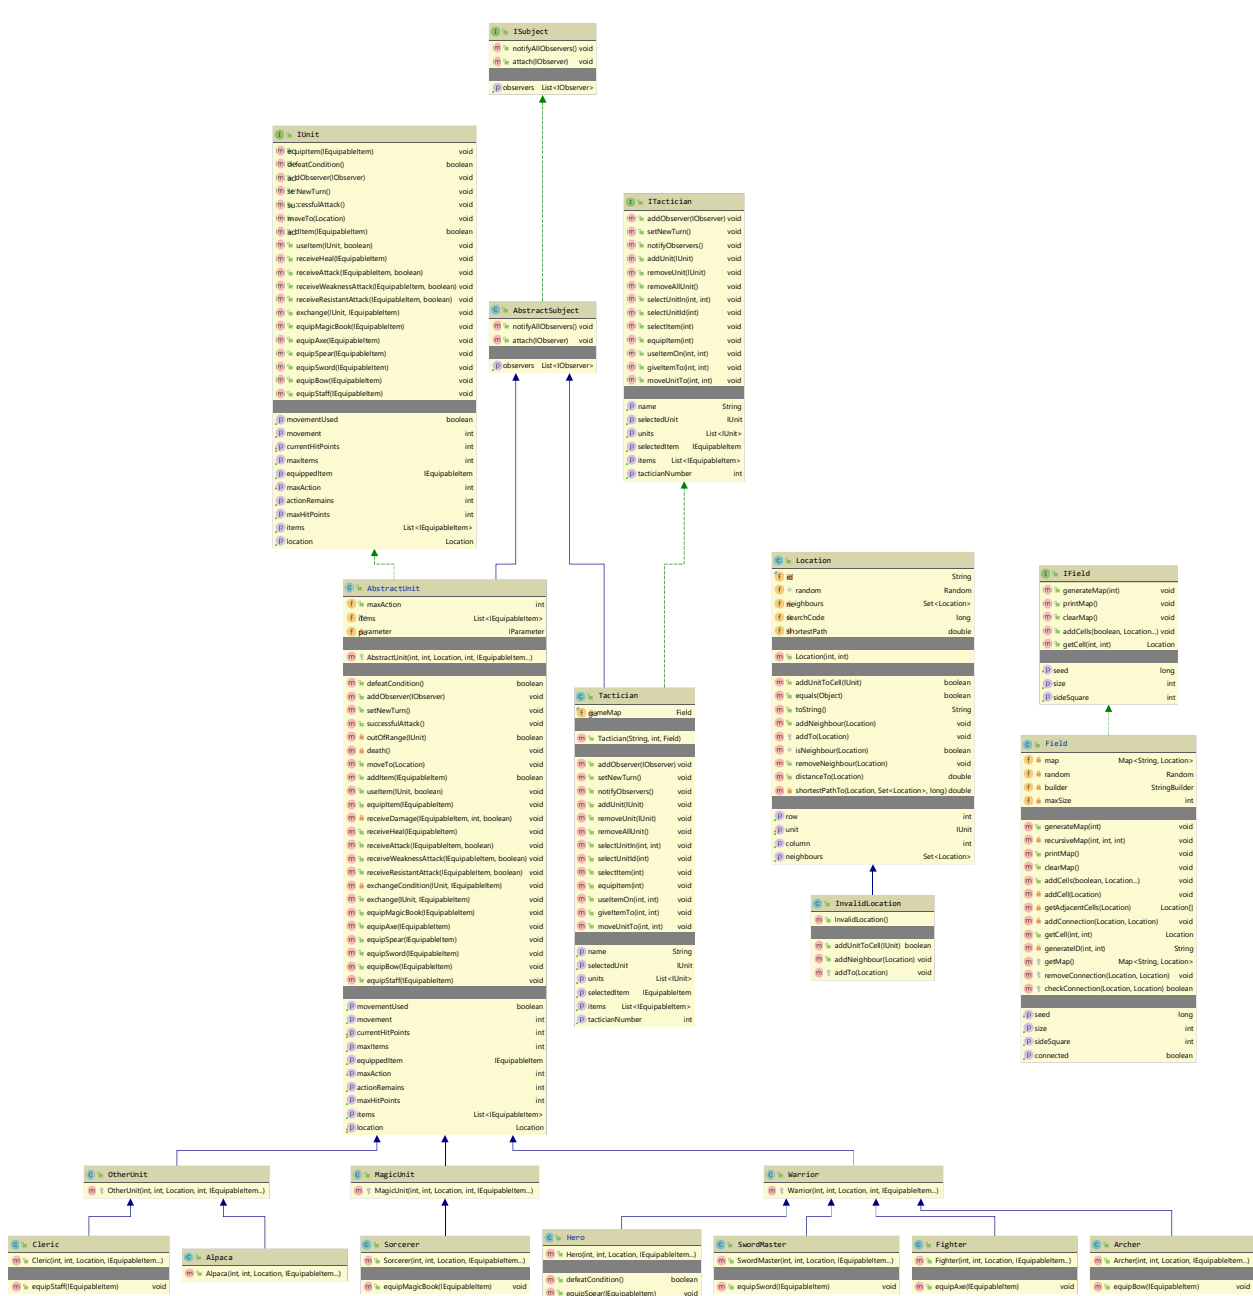 ISubject
notifyAllObservers() void
attach(IObserver) void
observers List<IObserver>
IUnit
equipItem(IEquipableItem) void
defeatCondition() boolean
addObserver(IObserver) void
setNewTurn() void
successfulAttack() void
moveTo(Location) void
addItem(IEquipableItem) boolean
useItem(IUnit, boolean) void
receiveHeal(IEquipableItem) void
receiveAttack(IEquipableItem, boolean) void
receiveWeaknessAttack(IEquipableItem, boolean) void
receiveResistantAttack(IEquipableItem, boolean) void
exchange(IUnit, IEquipableItem) void
equipMagicBook(IEquipableItem) void
equipAxe(IEquipableItem) void
equipSpear(IEquipableItem) void
equipSword(IEquipableItem) void
equipBow(IEquipableItem) void
equipStaff(IEquipableItem) void
movementUsed boolean
movement int
currentHitPoints int
maxItems int
equippedItem IEquipableItem
maxAction int
actionRemains int
maxHitPoints int
items List<IEquipableItem>
location Location
ITactician
addObserver(IObserver) void
setNewTurn() void
notifyObservers() void
addUnit(IUnit) void
removeUnit(IUnit) void
removeAllUnit() void
selectUnitIn(int, int) void
selectUnitId(int) void
selectItem(int) void
equipItem(int) void
useItemOn(int, int) void
giveItemTo(int, int) void
moveUnitTo(int, int) void
name String
selectedUnit IUnit
units List<IUnit>
selectedItem IEquipableItem
items List<IEquipableItem>
tacticianNumber int
AbstractSubject
notifyAllObservers() void
attach(IObserver) void
observers List<IObserver>
AbstractUnit
maxAction int
items List<IEquipableItem>
parameter IParameter
AbstractUnit(int, int, Location, int, IEquipableItem...)
defeatCondition() boolean
addObserver(IObserver) void
setNewTurn() void
successfulAttack() void
outOfRange(IUnit) boolean
death() void
moveTo(Location) void
addItem(IEquipableItem) boolean
useItem(IUnit, boolean) void
equipItem(IEquipableItem) void
receiveDamage(IEquipableItem, int, boolean) void
receiveHeal(IEquipableItem) void
receiveAttack(IEquipableItem, boolean) void
receiveWeaknessAttack(IEquipableItem, boolean) void
receiveResistantAttack(IEquipableItem, boolean) void
exchangeCondition(IUnit, IEquipableItem) void
exchange(IUnit, IEquipableItem) void
equipMagicBook(IEquipableItem) void
equipAxe(IEquipableItem) void
equipSpear(IEquipableItem) void
equipSword(IEquipableItem) void
equipBow(IEquipableItem) void
equipStaff(IEquipableItem) void
movementUsed boolean
movement int
currentHitPoints int
maxItems int
equippedItem IEquipableItem
maxAction int
actionRemains int
maxHitPoints int
items List<IEquipableItem>
location Location
Tactician
gameMap Field
Tactician(String, int, Field)
addObserver(IObserver) void
setNewTurn() void
notifyObservers() void
addUnit(IUnit) void
removeUnit(IUnit) void
removeAllUnit() void
selectUnitIn(int, int) void
selectUnitId(int) void
selectItem(int) void
equipItem(int) void
useItemOn(int, int) void
giveItemTo(int, int) void
moveUnitTo(int, int) void
name String
selectedUnit IUnit
units List<IUnit>
selectedItem IEquipableItem
items List<IEquipableItem>
tacticianNumber int
Location
id String
random Random
neighbours Set<Location>
searchCode long
shortestPath double
Location(int, int)
addUnitToCell(IUnit) boolean
equals(Object) boolean
toString() String
addNeighbour(Location) void
addTo(Location) void
isNeighbour(Location) boolean
removeNeighbour(Location) void
distanceTo(Location) double
shortestPathTo(Location, Set<Location>, long) double
row int
unit IUnit
column int
neighbours Set<Location>
InvalidLocation
InvalidLocation()
addUnitToCell(IUnit) boolean
addNeighbour(Location) void
addTo(Location) void
IField
generateMap(int) void
printMap() void
clearMap() void
addCells(boolean, Location...) void
getCell(int, int) Location
seed long
size int
sideSquare int
Field
map Map<String, Location>
random Random
builder StringBuilder
maxSize int
generateMap(int) void
recursiveMap(int, int, int) void
printMap() void
clearMap() void
addCells(boolean, Location...) void
addCell(Location) void
getAdjacentCells(Location) Location[]
addConnection(Location, Location) void
getCell(int, int) Location
generateID(int, int) String
getMap() Map<String, Location>
removeConnection(Location, Location) void
checkConnection(Location, Location) boolean
seed long
size int
sideSquare int
connected boolean
OtherUnit
OtherUnit(int, int, Location, int, IEquipableItem...)
MagicUnit
MagicUnit(int, int, Location, int, IEquipableItem...)
Warrior
Warrior(int, int, Location, int, IEquipableItem...)
Cleric
Cleric(int, int, Location, IEquipableItem...)
equipStaff(IEquipableItem) void
Alpaca
Alpaca(int, int, Location, IEquipableItem...)
Sorcerer
Sorcerer(int, int, Location, IEquipableItem...)
equipMagicBook(IEquipableItem) void
Hero
Hero(int, int, Location, IEquipableItem...)
defeatCondition() boolean
equipSpear(IEquipableItem) void
SwordMaster
SwordMaster(int, int, Location, IEquipableItem...)
equipSword(IEquipableItem) void
Fighter
Fighter(int, int, Location, IEquipableItem...)
equipAxe(IEquipableItem) void
Archer
Archer(int, int, Location, IEquipableItem...)
equipBow(IEquipableItem) void